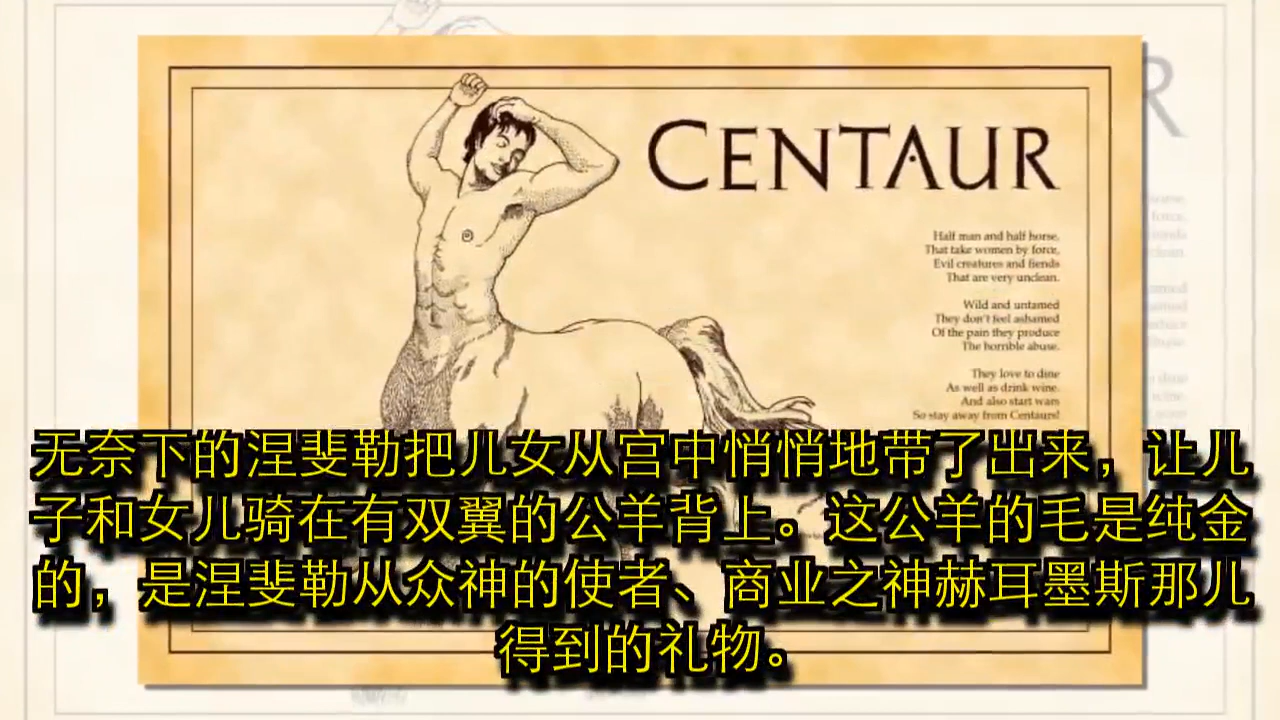 CENTAUR
Half man and half horse,
That take women by force,
Evil creatures and fiends
That are very unclean.
Wild and untamed
They don't feel ashamed
Of the pain they produce
The horrible abuse.
They love to dine
As well as drink wine.
And also start wars
So stay away from Centaurs!
无奈下的涅斐勒把儿女从宫中悄悄地带了出来，让儿
子和女儿骑在有双翼的公羊背上。这公羊的毛是纯金
的，是涅斐勒从众神的使者、商业之神赫耳墨斯那儿
得到的礼物。